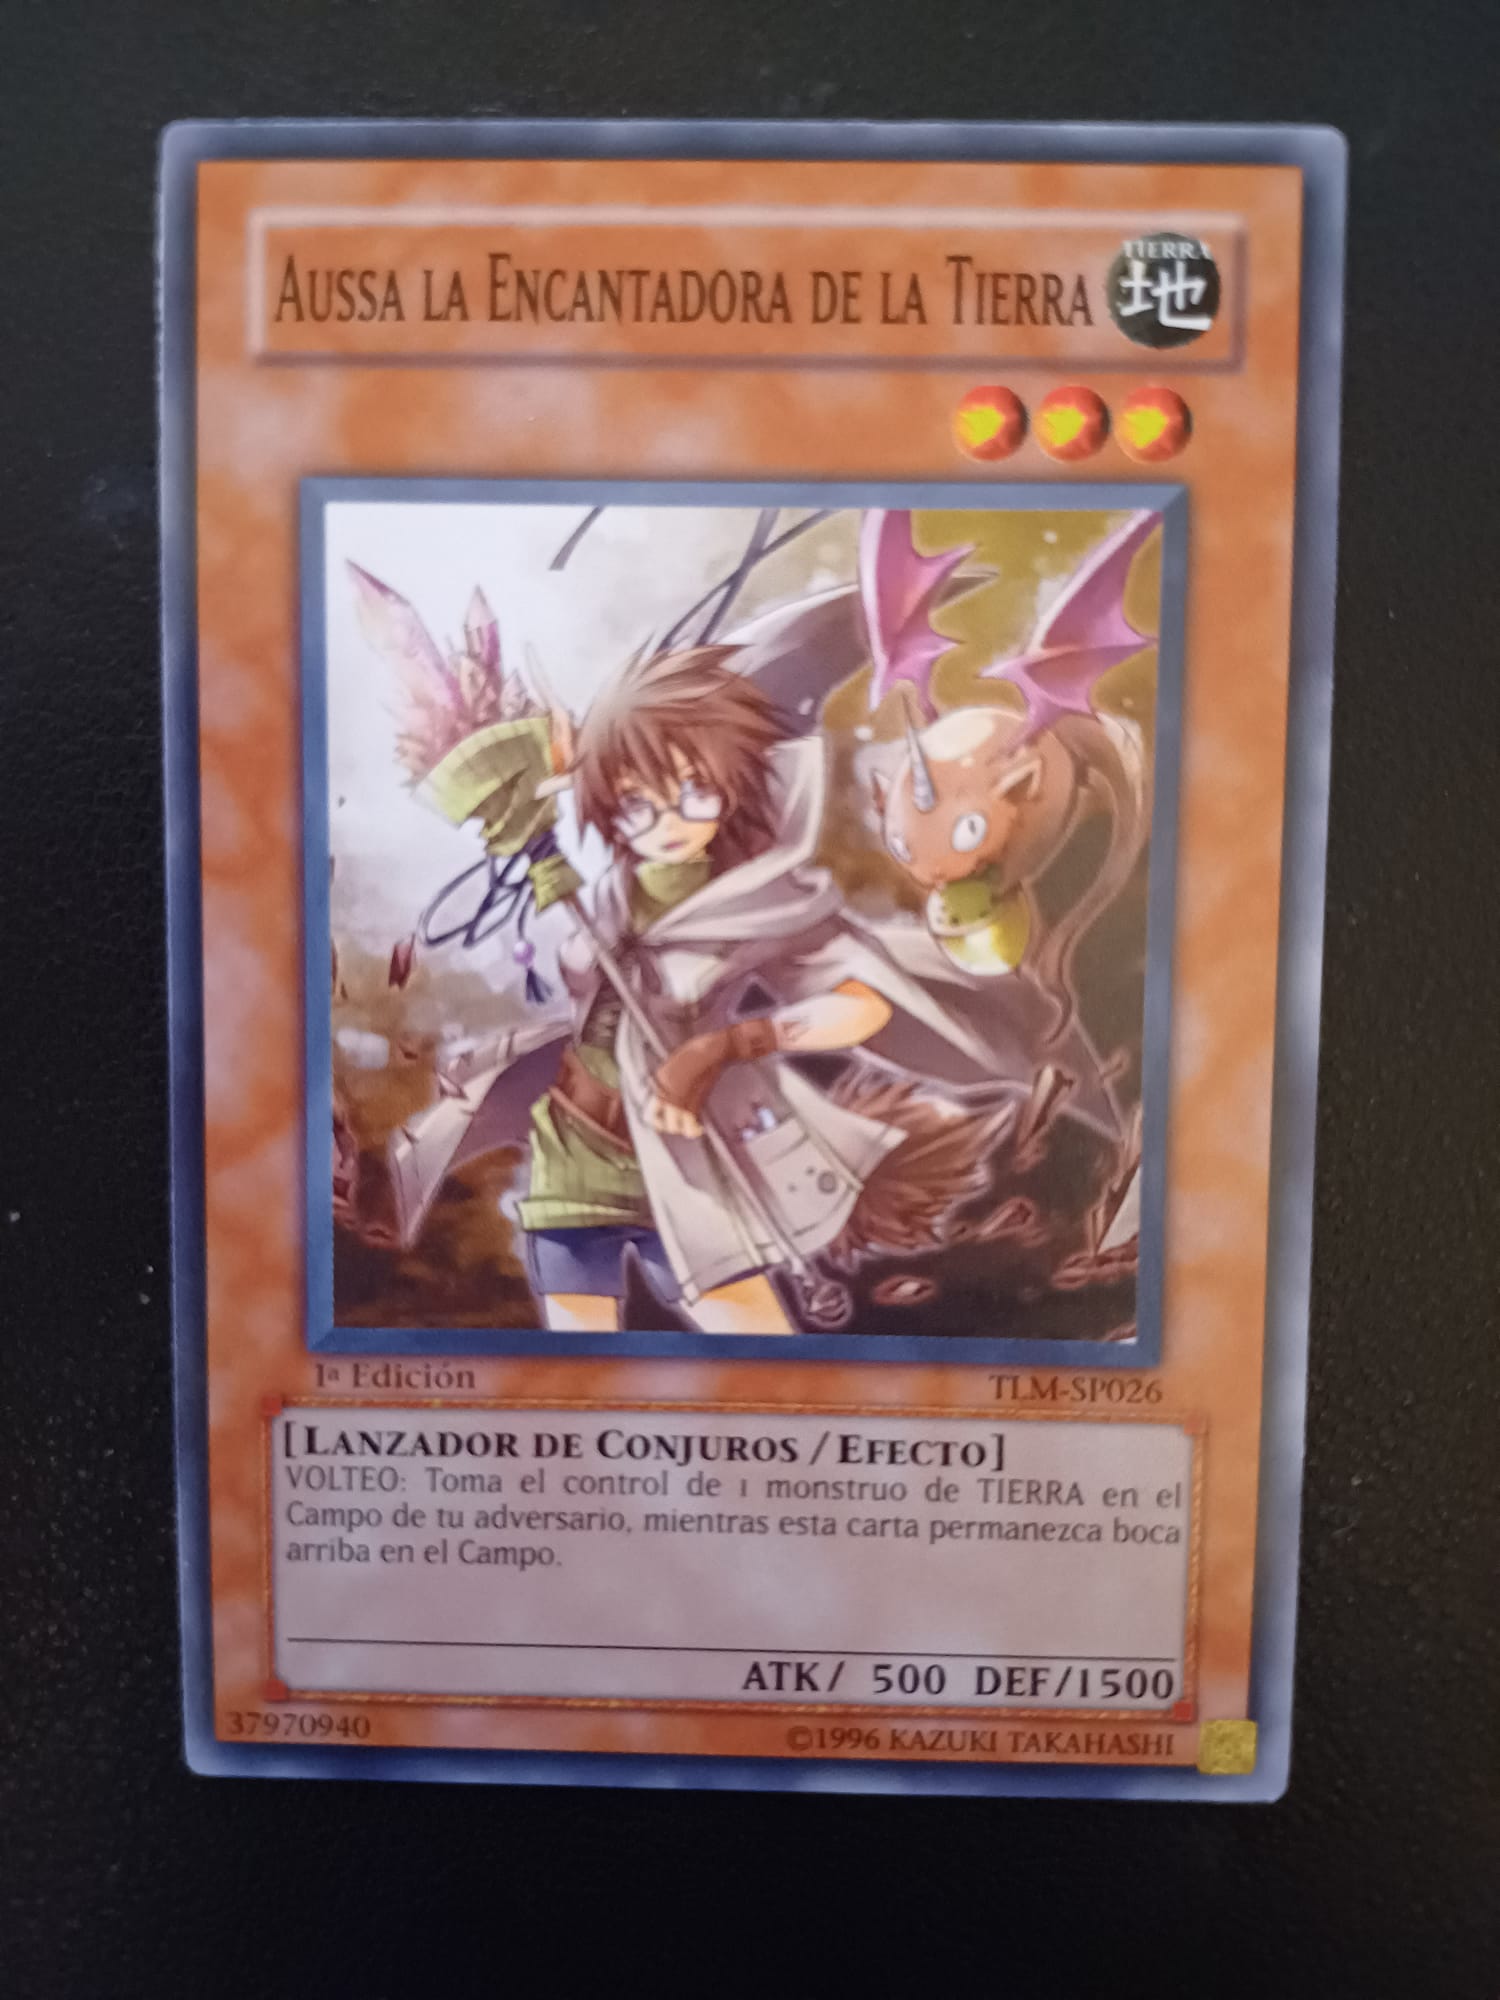 AUSSA LA ENCANTADORA DE LA TIERRA
TIERRA
地
1ª Edición
TLM-SP026
[LANZADOR DE CONJUROS / EFECTO]
VOLTEO: Toma el control de 1 monstruo de TIERRA en el
Campo de tu adversario, mientras esta carta permanezca boca
arriba en el Campo.
ATK/ 500 DEF/1500
37970940
©1996 KAZUKI TAKAHASHI